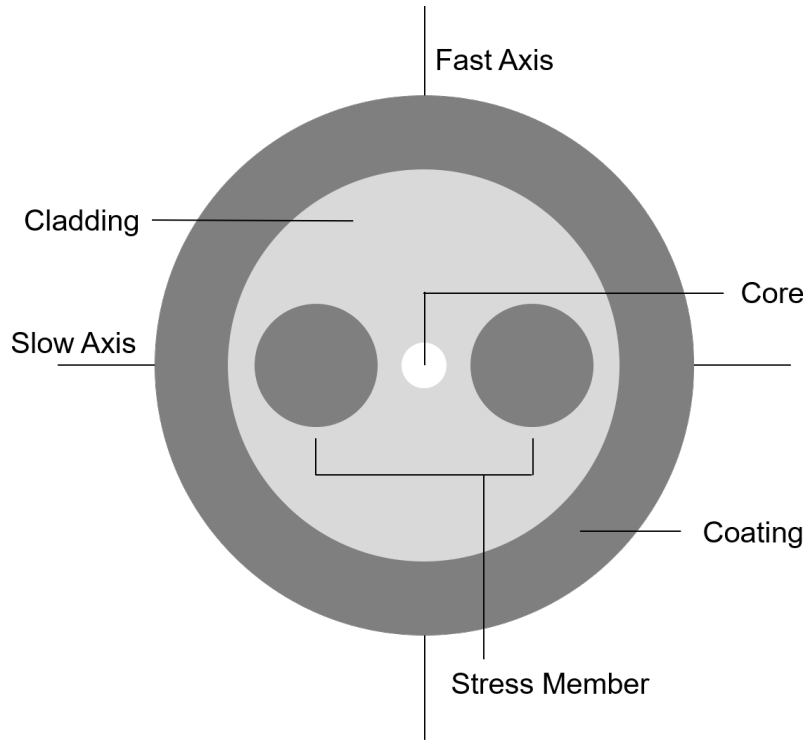 Fast Axis
Cladding
Core
Slow Axis
Coating
Stress Member